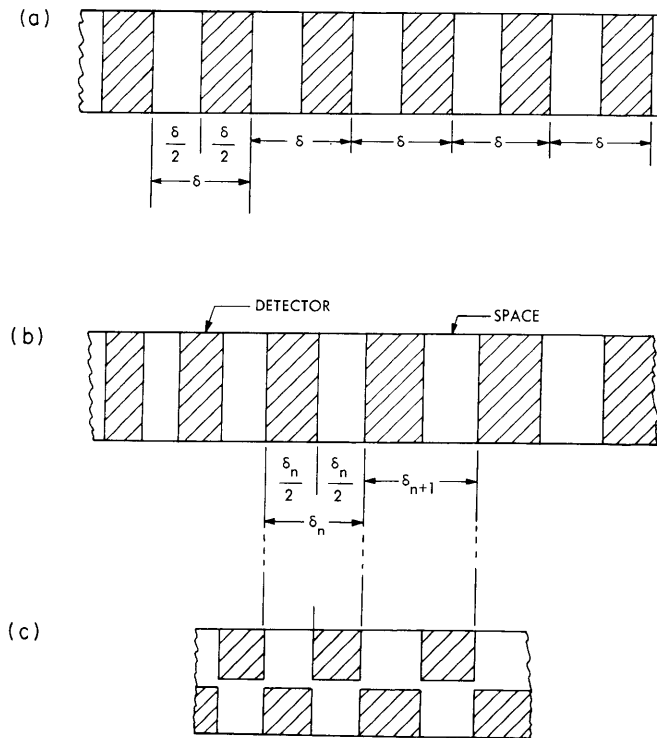 (a)
δ/2 δ/2 δ δ δ δ
δ
DETECTOR SPACE
(b)
δn/2 δn/2 δn+1
δn
(c)